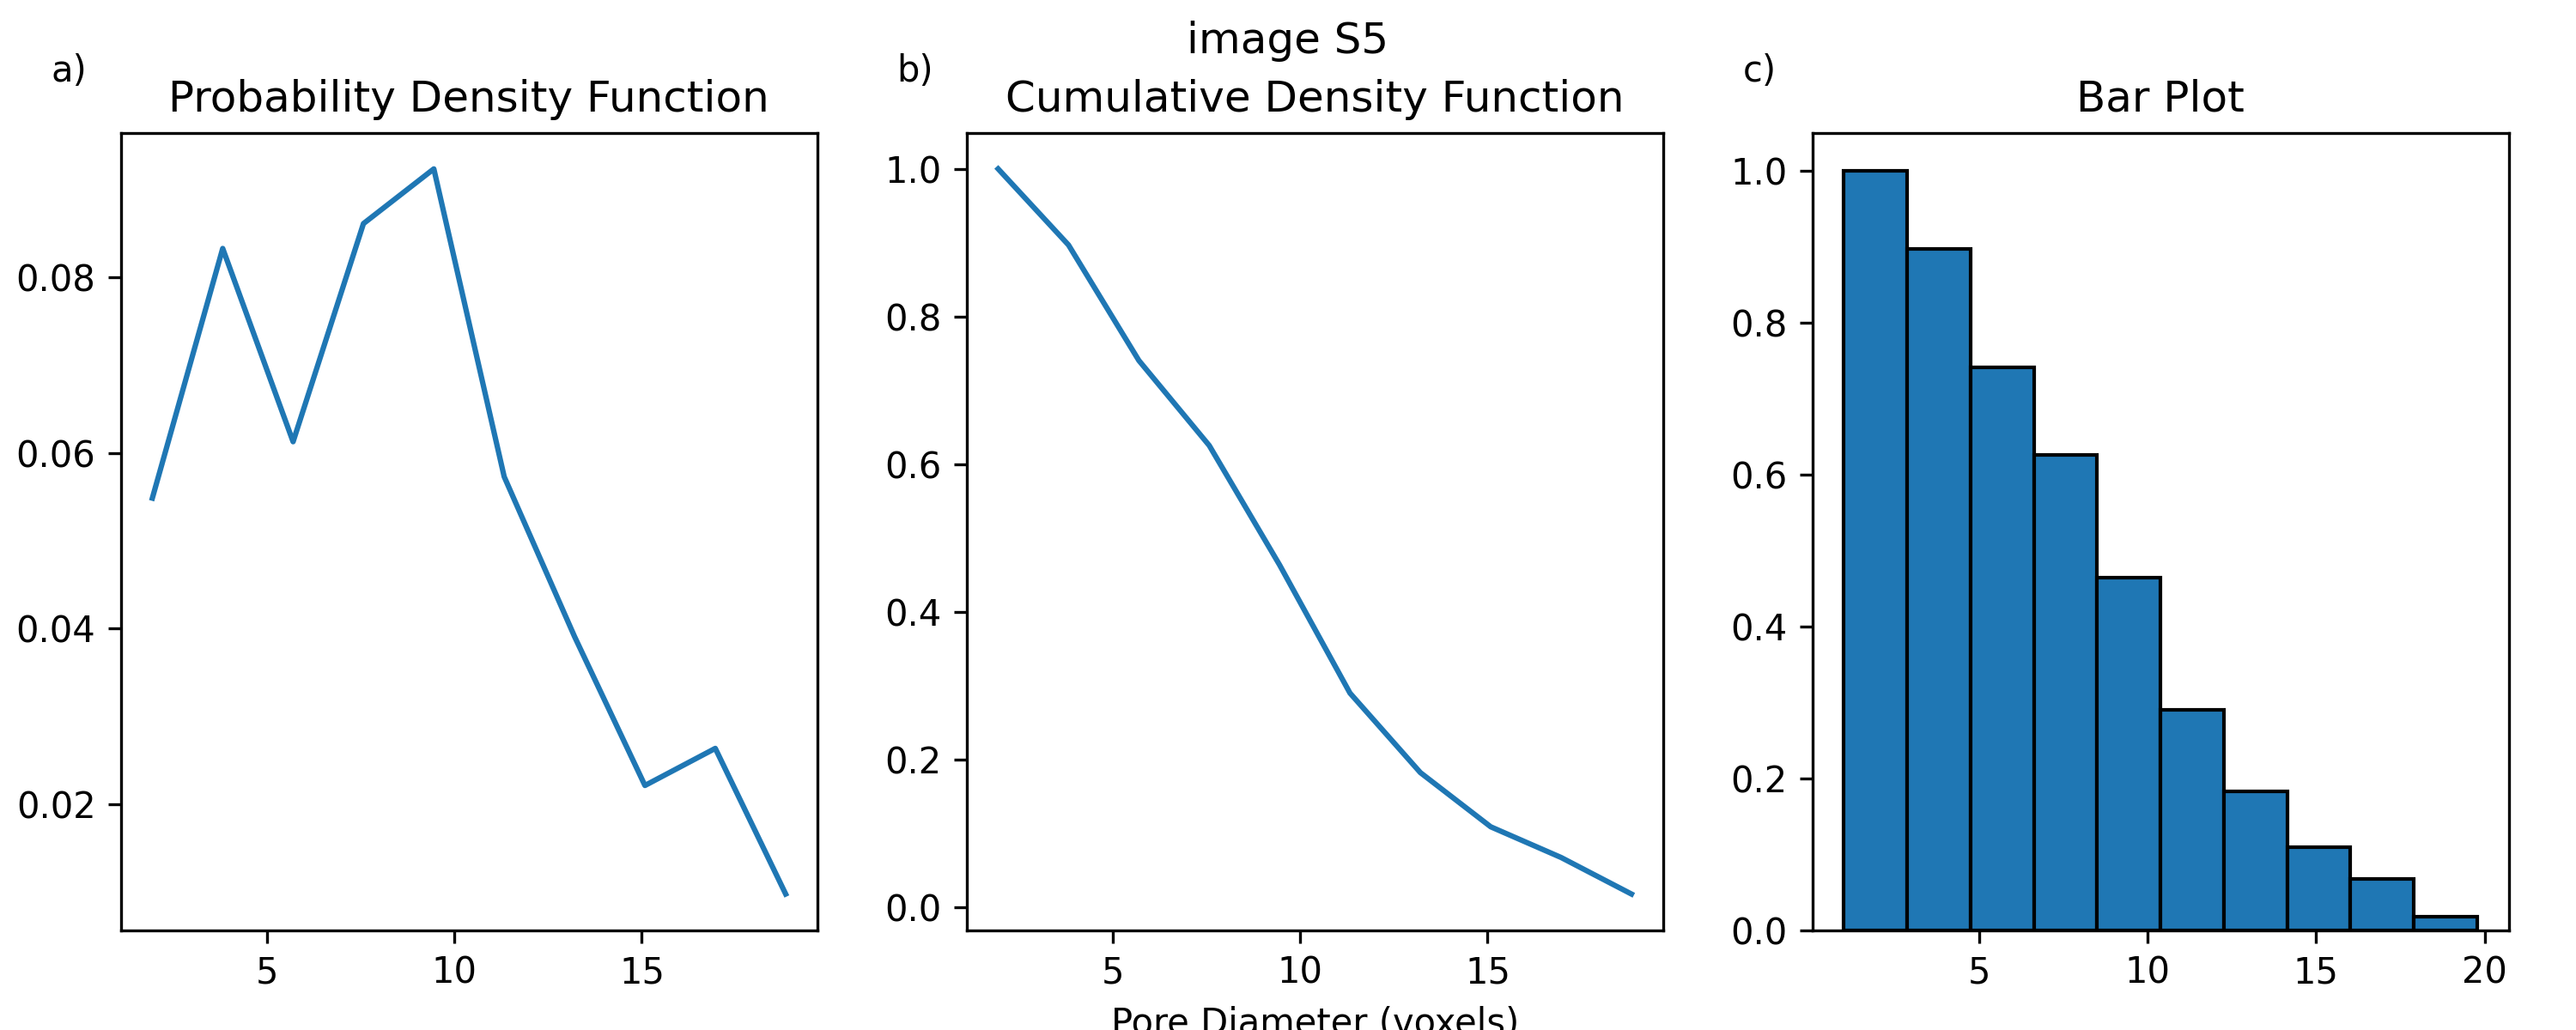 image S5
a)
Probability Density Function
0.08
0.06
0.04
0.02
5 10 15
b)
Cumulative Density Function
1.0
0.8
0.6
0.4
0.2
0.0
5 10 15
Pore Diameter (voxels)
c)
Bar Plot
1.0
0.8
0.6
0.4
0.2
0.0
5 10 15 20